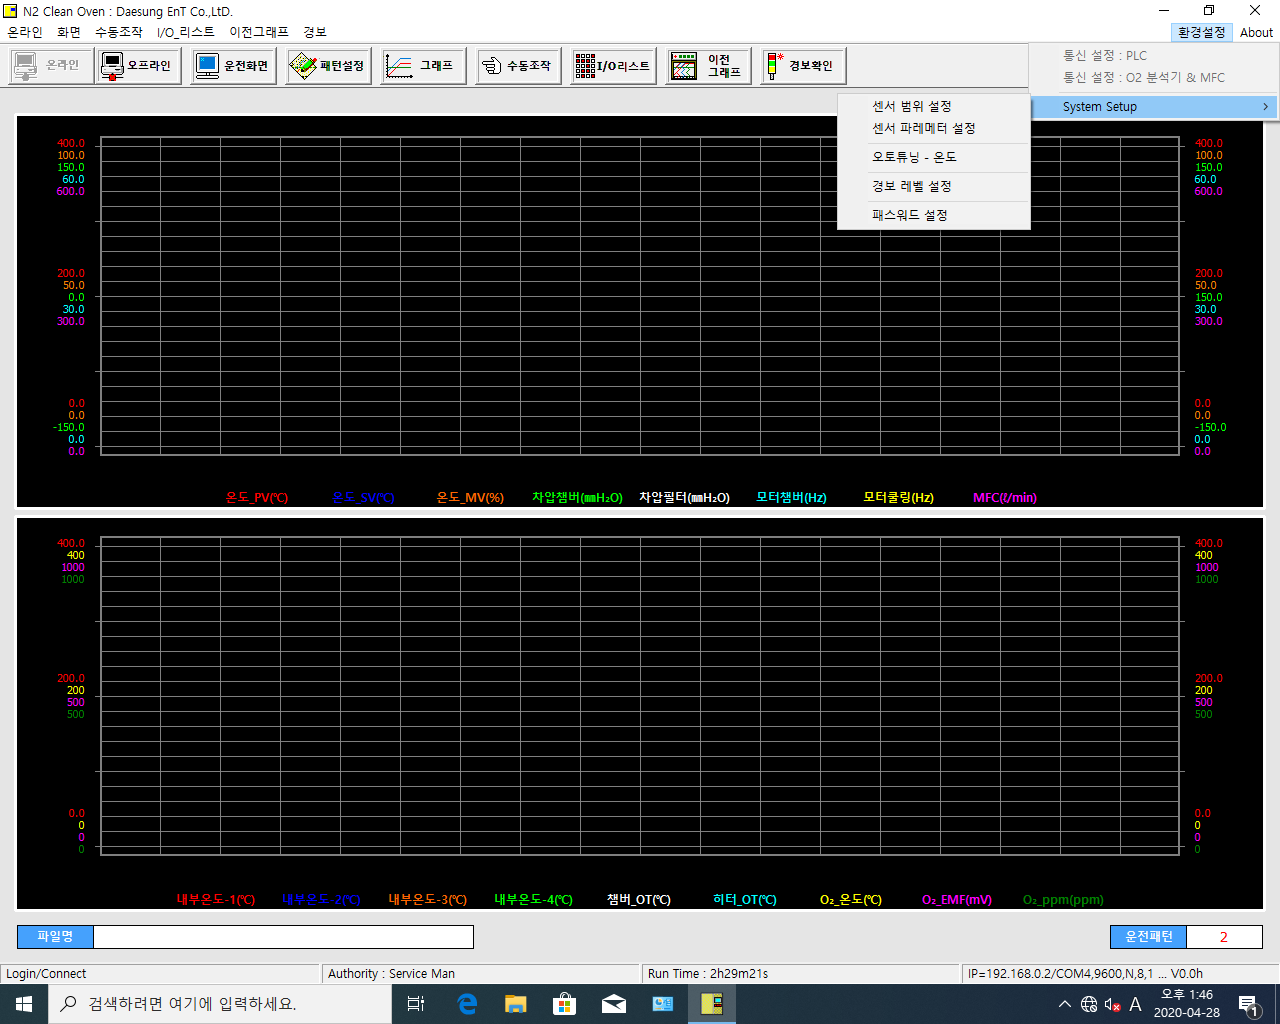 N2 Clean Oven : Daesung EnT Co.,LtD.
온라인 화면 수동조작 I/O_리스트 이전그래프 경보 환경설정 About
온라인 오프라인 운전화면 패턴설정 그래프 수동조작 I/O리스트 이전 그래프 경보확인
통신 설정 : PLC
통신 설정 : O2 분석기 & MFC
System Setup
센서 범위 설정
센서 파레메터 설정
오토튜닝 - 온도
경보 레벨 설정
패스워드 설정
400.0 400.0
100.0 100.0
150.0 150.0
60.0 60.0
600.0 600.0
200.0 200.0
50.0 50.0
0.0 150.0
30.0 30.0
300.0 300.0
0.0 0.0
0.0 0.0
-150.0 -150.0
0.0 0.0
0.0 0.0
온도_PV(℃) 온도_SV(℃) 온도_MV(%) 차압챔버(㎜H₂O) 차압필터(㎜H₂O) 모터챔버(Hz) 모터쿨링(Hz) MFC(ℓ/min)
400.0 400.0
400 400
1000 1000
1000 1000
200.0 200.0
200 200
500 500
500 500
0.0 0.0
0 0
0 0
0 0
내부온도-1(℃) 내부온도-2(℃) 내부온도-3(℃) 내부온도-4(℃) 챔버_OT(℃) 히터_OT(℃) O₂_온도(℃) O₂_EMF(mV) O₂_ppm(ppm)
파일명 운전패턴 2
Login/Connect Authority : Service Man Run Time : 2h29m21s IP=192.168.0.2/COM4,9600,N,8,1 ... V0.0h
검색하려면 여기에 입력하세요. A 오후 1:46
2020-04-28 1